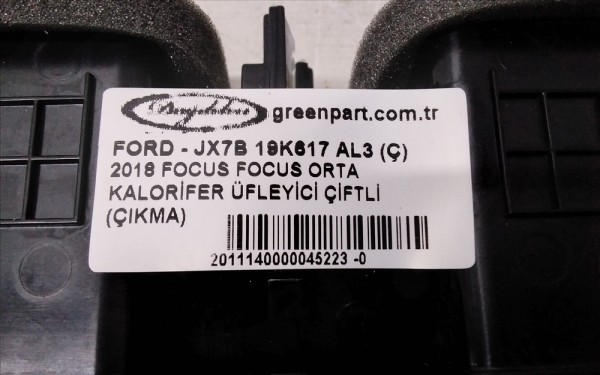 greenpart.com.tr
FORD - JX7B 19K617 AL3 (Ç)
2018 FOCUS FOCUS ORTA
KALORİFER ÜFLEYİCİ ÇİFTLİ
(ÇIKMA)
2011140000045223 -0